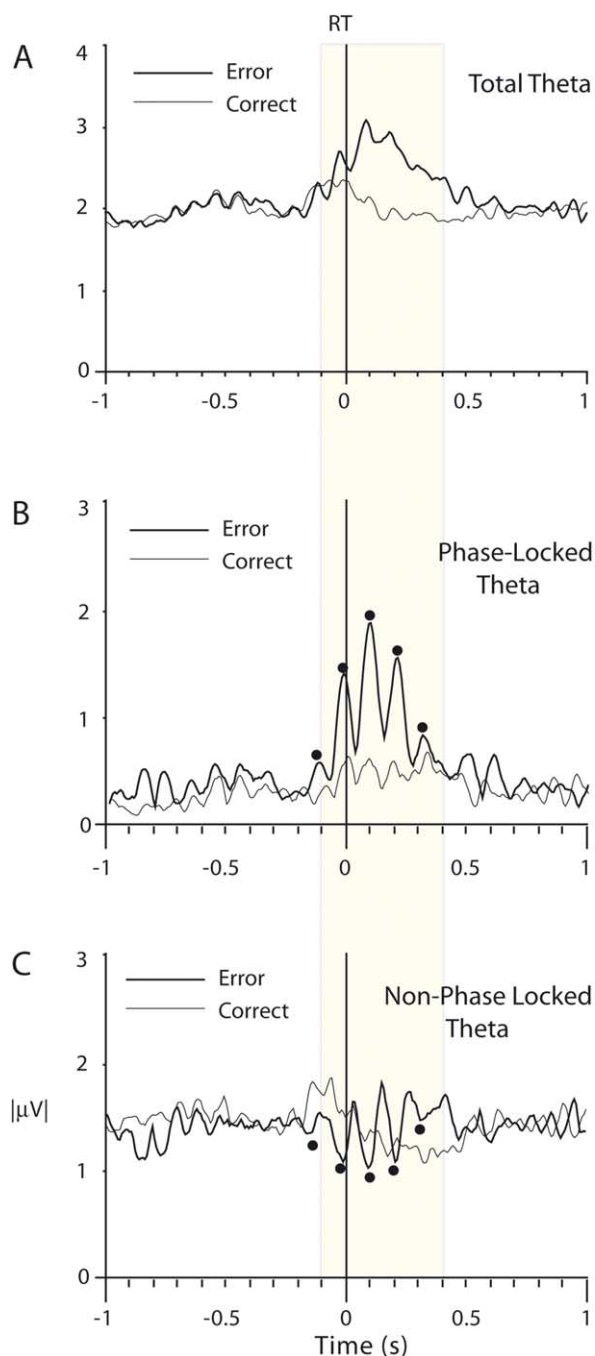 RT
A
Error
Correct
Total Theta
4
3
2
1
0
-1 -0.5 0 0.5 1
B
Error
Correct
Phase-Locked
Theta
3
2
1
0
-1 -0.5 0 0.5 1
C
Error
Correct
Non-Phase Locked
Theta
3
2
|μV|
1
0
-1 -0.5 0 0.5 1
Time (s)